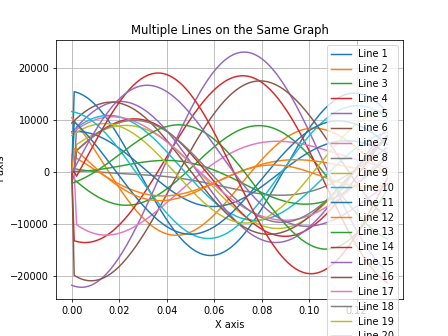 Multiple Lines on the Same Graph
20000
10000
0
−10000
−20000
0.00
0.02
0.04
0.06
0.08
0.10
X axis
axis
Line 1
Line 2
Line 3
Line 4
Line 5
Line 6
Line 7
Line 8
Line 9
Line 10
Line 11
Line 12
Line 13
Line 14
Line 15
Line 16
Line 17
Line 18
Line 19
Line 20